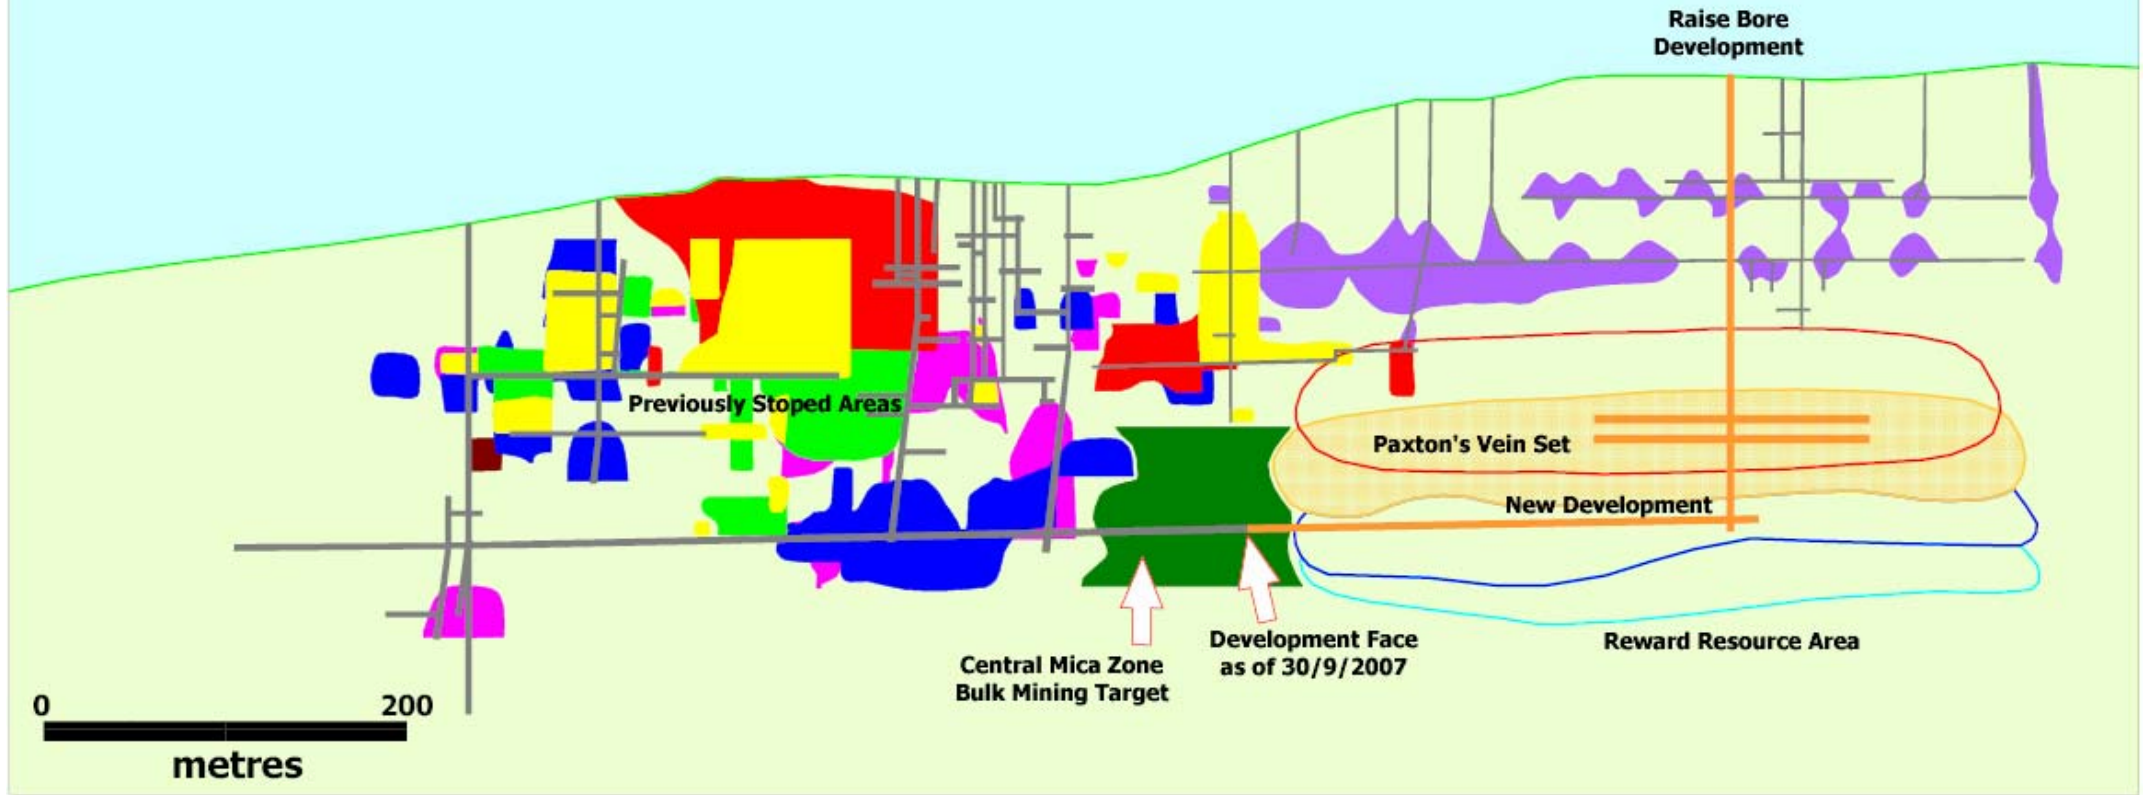 Raise Bore
Development
Previously Stoped Areas
Paxton's Vein Set
New Development
Central Mica Zone
Bulk Mining Target
Development Face
as of 30/9/2007
Reward Resource Area
0 200
metres